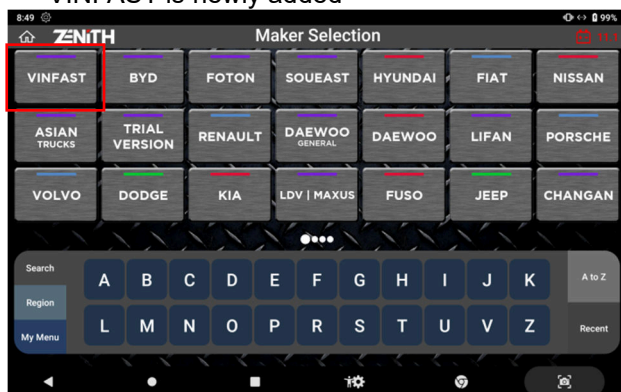 VINFAST is newly added
8:49 99%
ZENITH Maker Selection 11.1
VINFAST BYD FOTON SOUEAST HYUNDAI FIAT NISSAN
ASIAN TRUCKS TRIAL VERSION RENAULT DAEWOO GENERAL DAEWOO LIFAN PORSCHE
VOLVO DODGE KIA LDV | MAXUS FUSO JEEP CHANGAN
Search A B C D E F G H I J K A to Z
Region
My Menu L M N O P R S T U V Z Recent